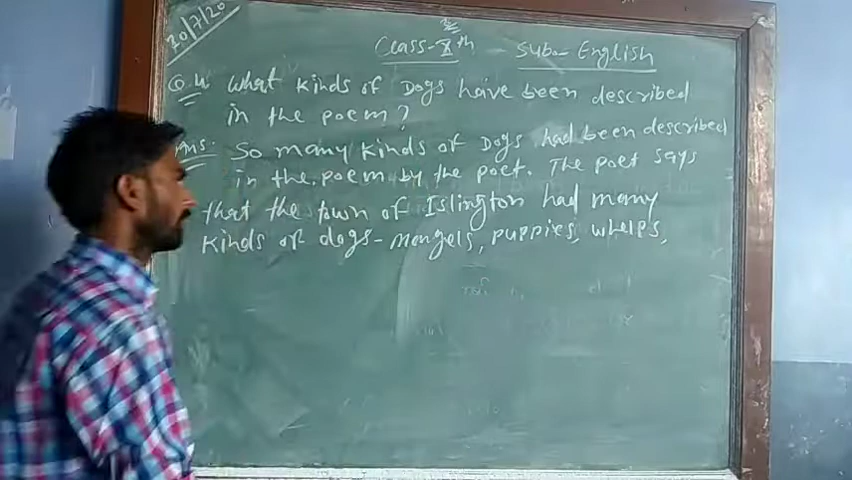 20/7/20
Class-Xth Sub- English
Q.4 What kinds of Dogs have been described
in the poem?
Ans: So many kinds of Dogs had been described
in the poem by the poet. The poet says
that the town of Islington had many
kinds of dogs- mongels, puppies, whelps,